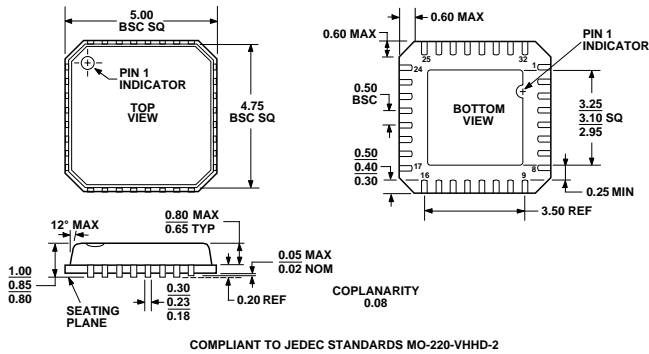 5.00
BSC SQ
PIN 1
INDICATOR
TOP
VIEW
4.75
BSC SQ
0.60 MAX
0.60 MAX
PIN 1
INDICATOR
25
32
24
1
0.50
BSC
BOTTOM
VIEW
3.25
3.10 SQ
2.95
0.50
0.40
0.30
17
8
16
9
0.25 MIN
3.50 REF
12° MAX
0.80 MAX
0.65 TYP
0.05 MAX
0.02 NOM
1.00
0.85
0.80
SEATING
PLANE
0.30
0.23
0.18
0.20 REF
COPLANARITY
0.08
COMPLIANT TO JEDEC STANDARDS MO-220-VHHD-2